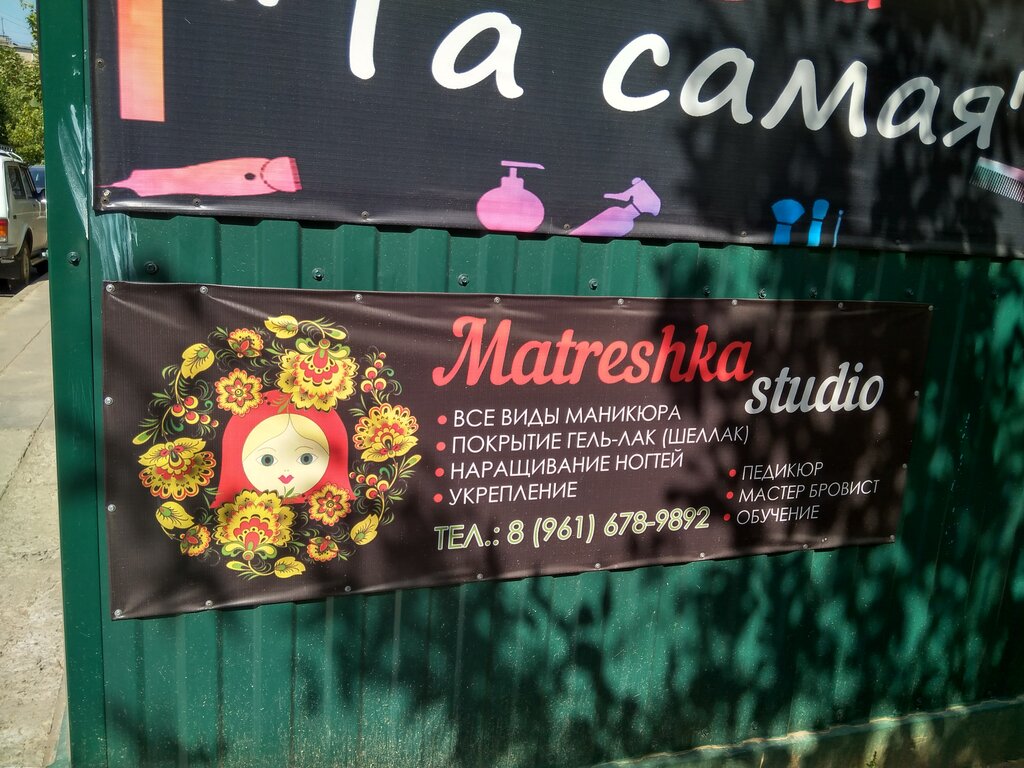 "Та самая"
Matreshka
studio
• ВСЕ ВИДЫ МАНИКЮРА
• ПОКРЫТИЕ ГЕЛЬ-ЛАК (ШЕЛЛАК)
• НАРАЩИВАНИЕ НОГТЕЙ
• УКРЕПЛЕНИЕ
• ПЕДИКЮР
• МАСТЕР БРОВИСТ
• ОБУЧЕНИЕ
ТЕЛ.: 8 (961) 678-9892